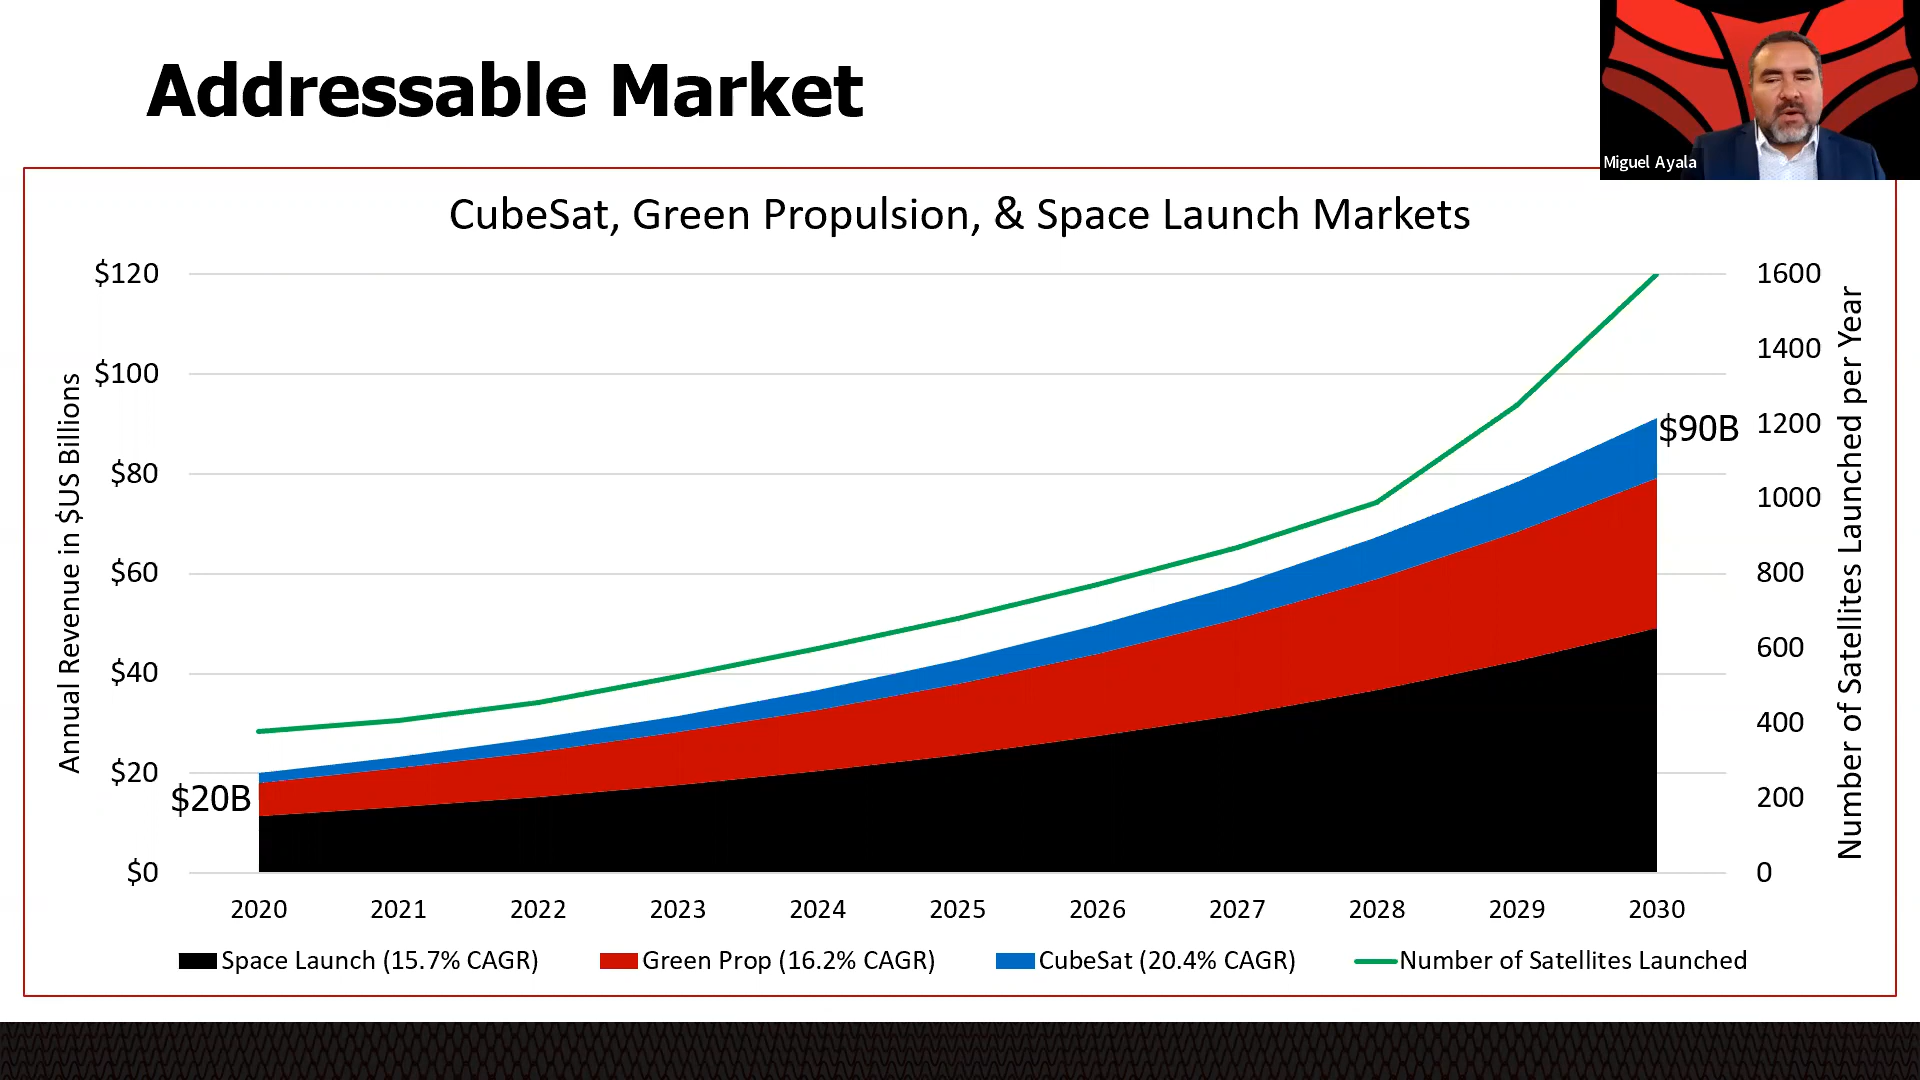 Addressable Market
Miguel Ayala
CubeSat, Green Propulsion, & Space Launch Markets
Annual Revenue in $US Billions
$120
$100
$80
$60
$40
$20
$0
$20B
$90B
1600
1400
1200
1000
800
600
400
200
0
Number of Satellites Launched per Year
2020 2021 2022 2023 2024 2025 2026 2027 2028 2029 2030
Space Launch (15.7% CAGR) Green Prop (16.2% CAGR) CubeSat (20.4% CAGR) Number of Satellites Launched